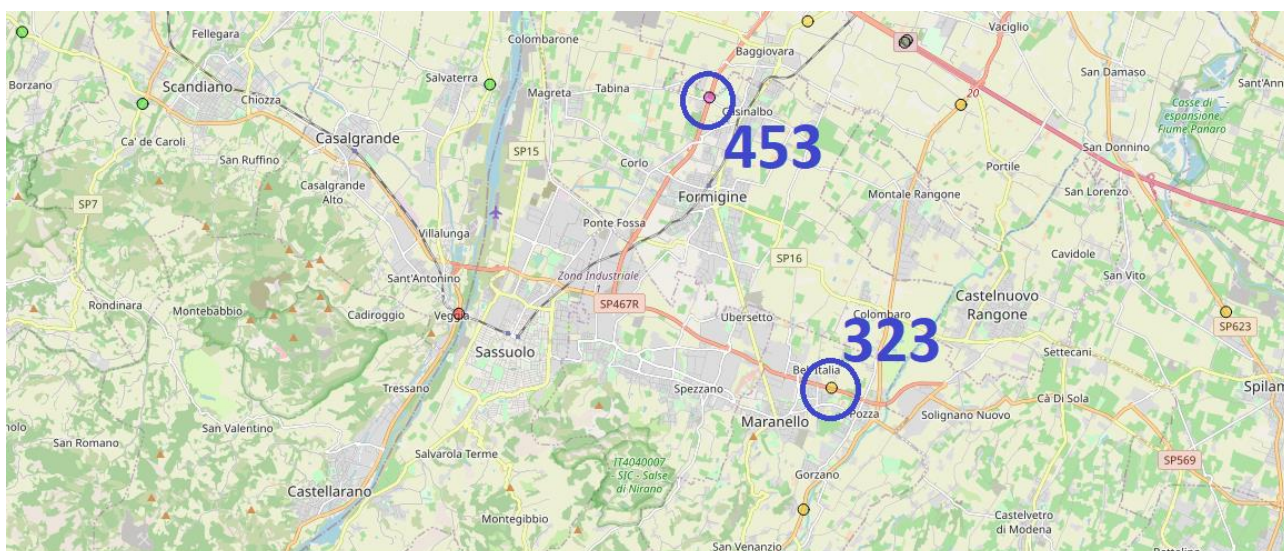 Fellegara
Colombarone
Baggiovara
Vaciglio
Borzano
Scandiano
Chiozza
Salvaterra
Magreta
Tabina
Casinalbo
20
San Damaso
Sant'Ann
Casse di
espansione
Fiume Panaro
Ca' de Caroli
Casalgrande
453
San Donnino
San Ruffino
SP15
Corlo
Portile
Casalgrande
Alto
Formigine
Montale Rangone
San Lorenzo
SP7
Villalunga
Ponte Fossa
Cavidole
Sant'Antonino
Zona Industriale
1
SP16
San Vito
Rondinara
Montebabbio
Cadiroggio
Veggia
SP467R
Ubersetto
Colombaro
Castelnuovo
Rangone
SP623
Sassuolo
323
Settecani
Tressano
Spezzano
Bell'Italia
Cà Di Sola
Spilam
Maranello
Pozza
Solignano Nuovo
San Romano
San Valentino
Salvarola Terme
IT4040007
- SIC - Salse
di Nirano
Gorzano
SP569
Castellarano
Montegibbio
Castelvetro
di Modena
San Venanzio